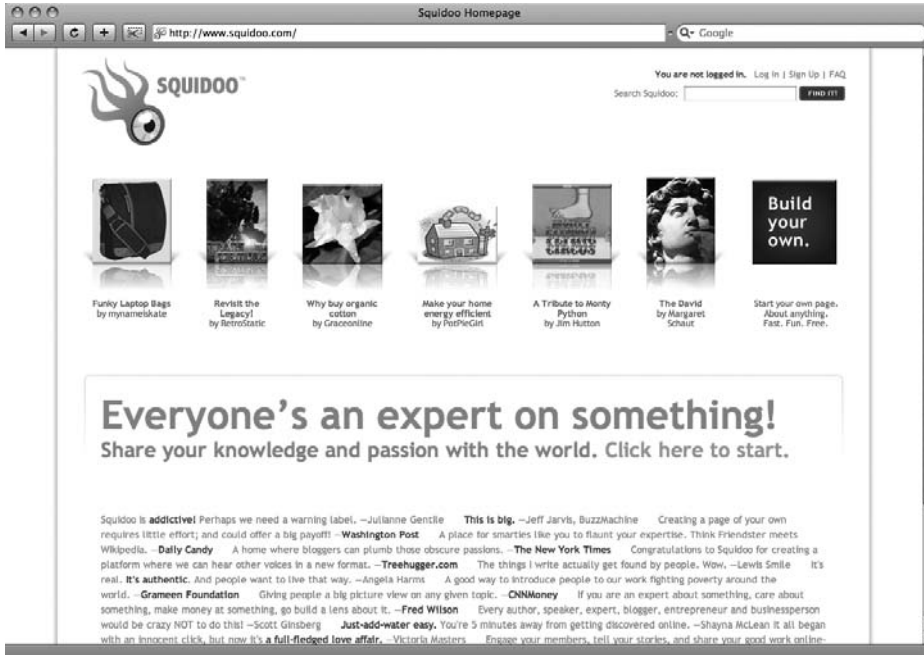 Squidoo Homepage
http://www.squidoo.com/
Google
SQUIDOO™
You are not logged in. Log In | Sign Up | FAQ
Search Squidoo: FIND IT!
Build
your
own.
Funky Laptop Bags
by mynameiskate
Revisit the
Legacy!
by RetroStatic
Why buy organic
cotton
by Graceonline
Make your home
energy efficient
by PotPieGirl
A Tribute to Monty
Python
by Jim Hutton
The David
by Margaret
Schaut
Start your own page.
About anything.
Fast. Fun. Free.
Everyone's an expert on something!
Share your knowledge and passion with the world. Click here to start.
Squidoo is addictive! Perhaps we need a warning label. —Julianne Gentile This is big. —Jeff Jarvis, BuzzMachine Creating a page of your own
requires little effort; and could offer a big payoff! —Washington Post A place for smarties like you to flaunt your expertise. Think Friendster meets
Wikipedia. —Daily Candy A home where bloggers can plumb those obscure passions. —The New York Times Congratulations to Squidoo for creating a
platform where we can hear other voices in a new format. —Treehugger.com The things I write actually get found by people. Wow. —Lewis Smile It's
real. It's authentic. And people want to live that way. —Angela Harms A good way to introduce people to our work fighting poverty around the
world. —Grameen Foundation Giving people a big picture view on any given topic. —CNNMoney If you are an expert about something, care about
something, make money at something, go build a lens about it. —Fred Wilson Every author, speaker, expert, blogger, entrepreneur and businessperson
would be crazy NOT to do this! —Scott Ginsberg Just-add-water easy. You're 5 minutes away from getting discovered online. —Shayna McLean It all began
with an innocent click, but now it's a full-fledged love affair. —Victoria Masters Engage your members, tell your stories, and share your good work online-